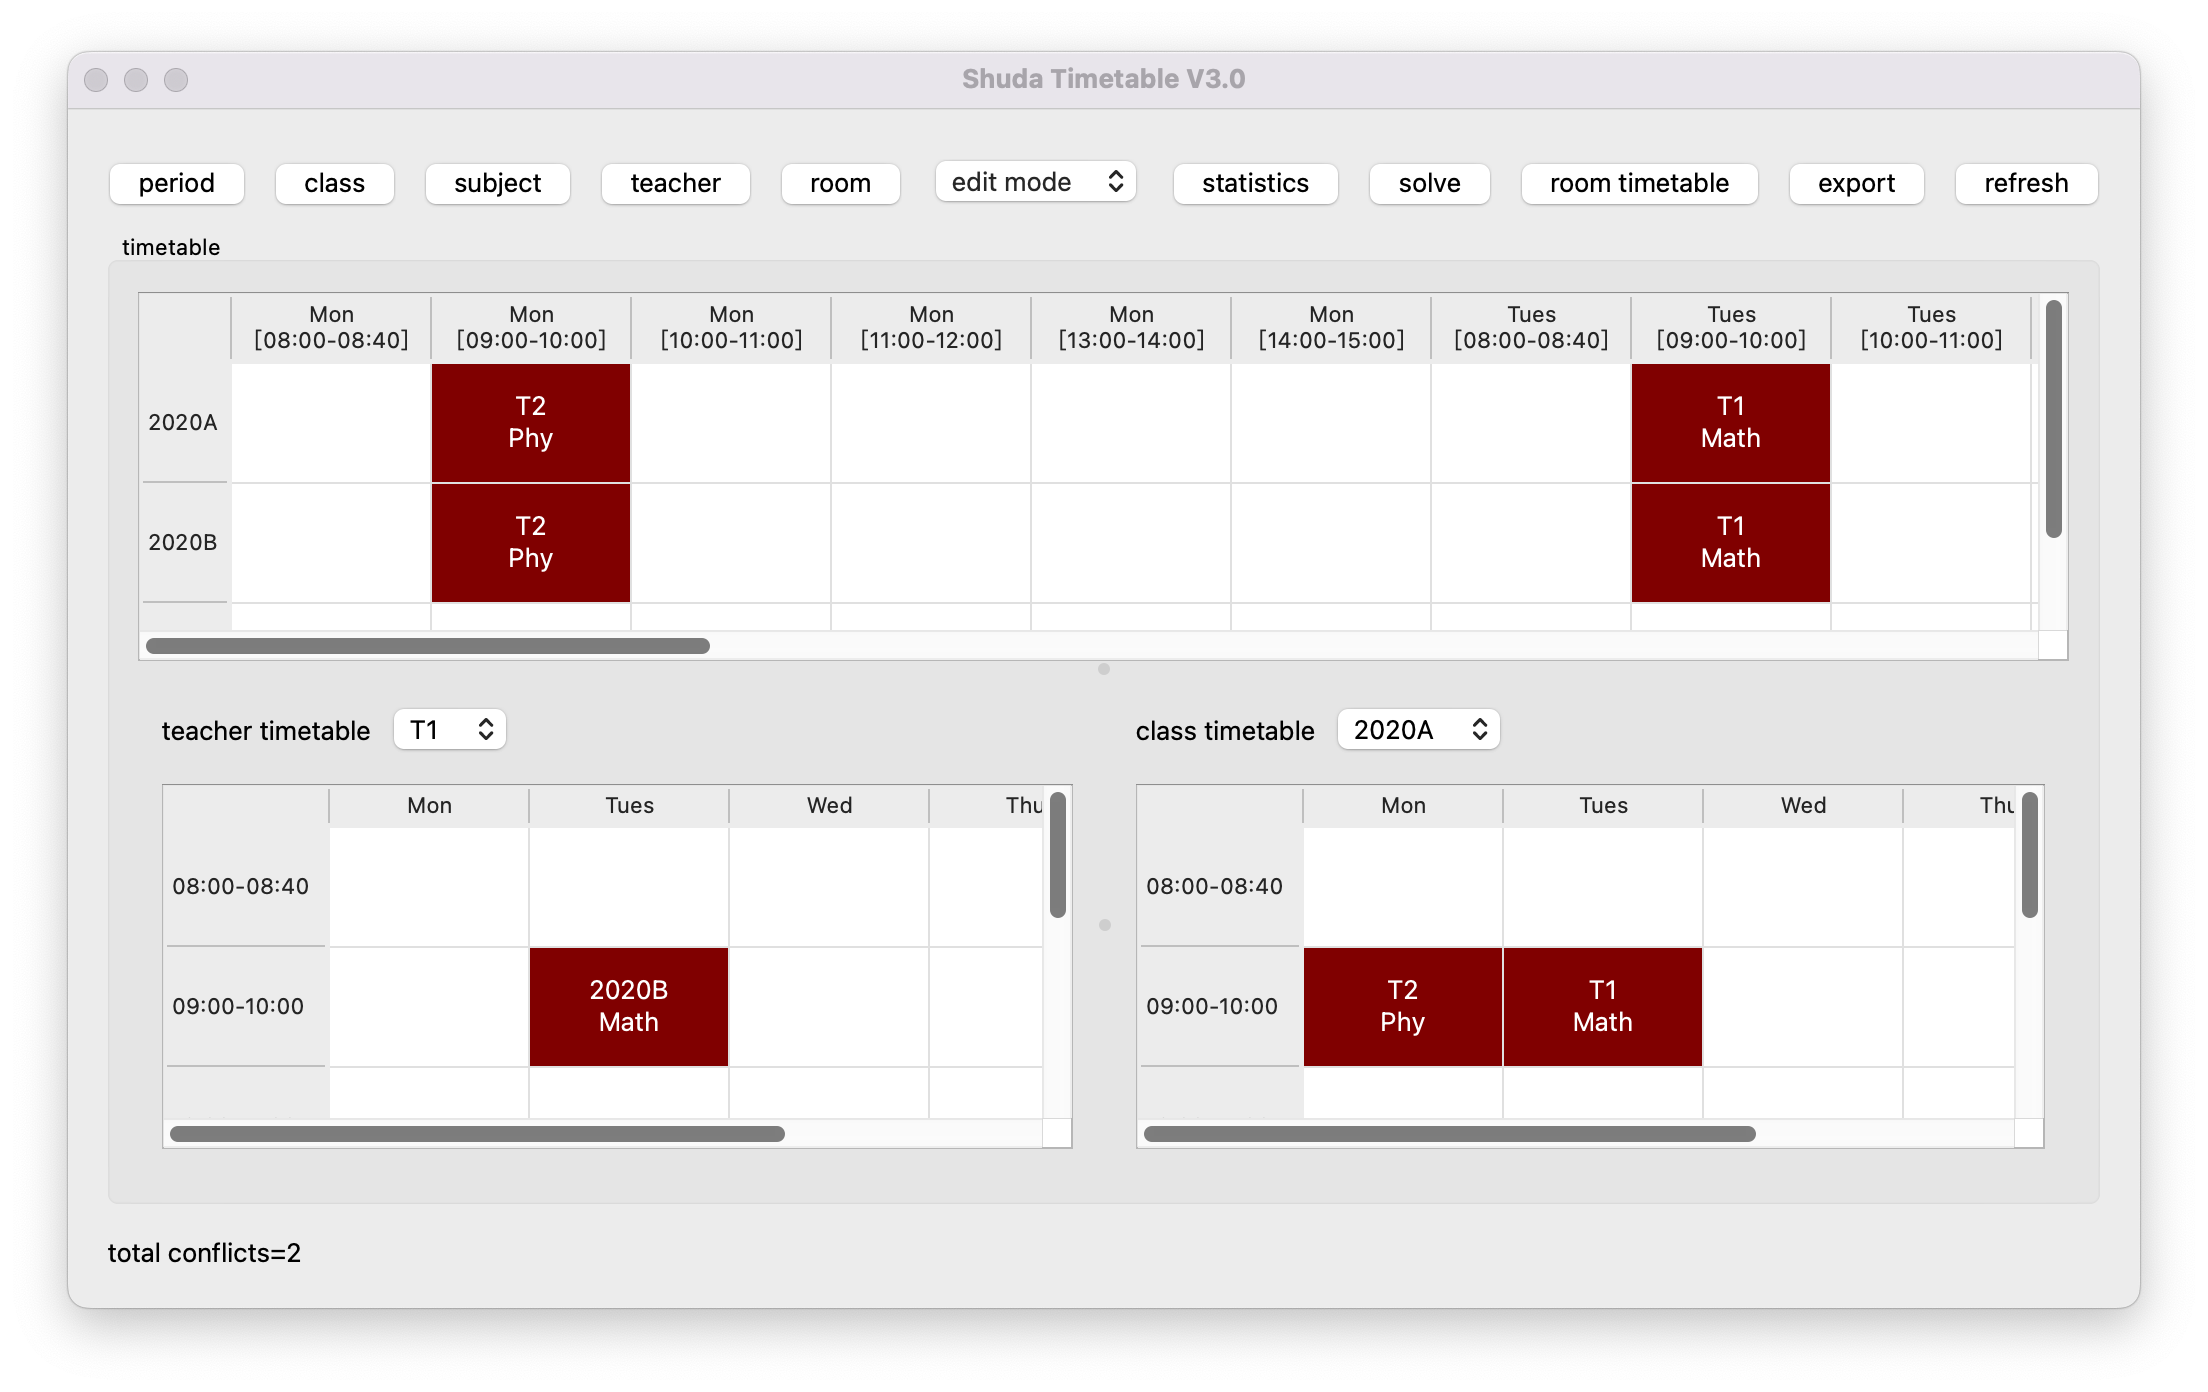 Shuda Timetable V3.0
period class subject teacher room edit mode statistics solve room timetable export refresh
timetable
Mon Mon Mon Mon Mon Mon Tues Tues Tues
[08:00-08:40] [09:00-10:00] [10:00-11:00] [11:00-12:00] [13:00-14:00] [14:00-15:00] [08:00-08:40] [09:00-10:00] [10:00-11:00]
T2 T1
2020A
Phy Math
T2 T1
2020B
Phy Math
teacher timetable T1
Mon Tues Wed Thu
08:00-08:40
2020B
09:00-10:00
Math
class timetable 2020A
Mon Tues Wed Thu
08:00-08:40
T2 T1
09:00-10:00
Phy Math
total conflicts=2